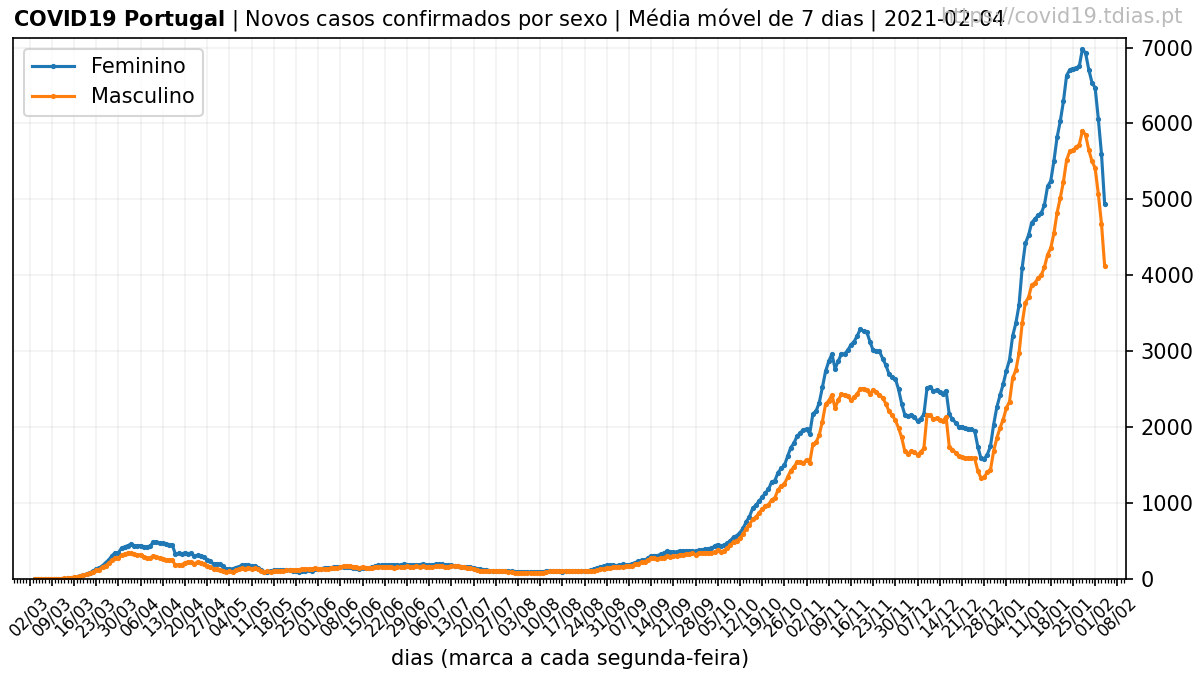 COVID19 Portugal | Novos casos confirmados por sexo | Média móvel de 7 dias | 2021-02-04
https://covid19.tdias.pt
Feminino
Masculino
7000
6000
5000
4000
3000
2000
1000
0
02/03 09/03 16/03 23/03 30/03 06/04 13/04 20/04 27/04 04/05 11/05 18/05 25/05 01/06 08/06 15/06 22/06 29/06 06/07 13/07 20/07 27/07 03/08 10/08 17/08 24/08 31/08 07/09 14/09 21/09 28/09 05/10 12/10 19/10 26/10 02/11 09/11 16/11 23/11 30/11 07/12 14/12 21/12 28/12 04/01 11/01 18/01 25/01 01/02 08/02
dias (marca a cada segunda-feira)